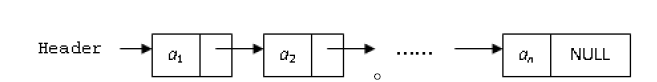 Header a₁ a₂ …… aₙ NULL
。